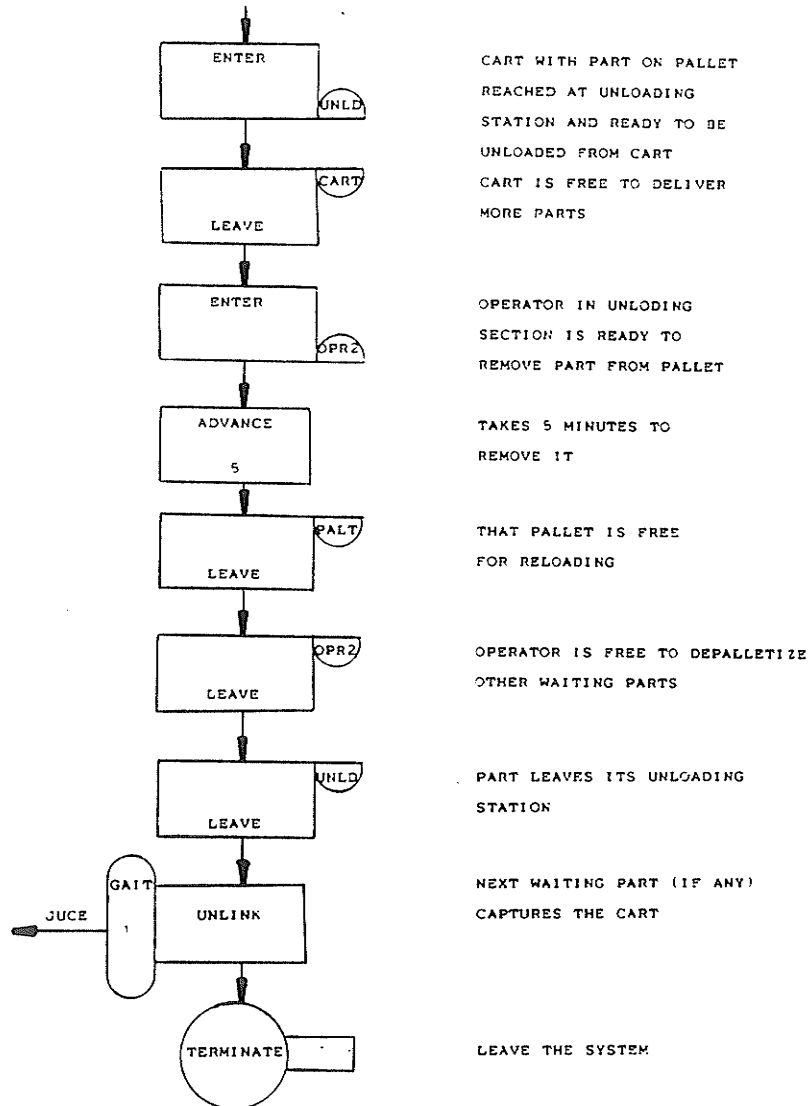 ENTER
UNLD
CART WITH PART ON PALLET
REACHED AT UNLOADING
STATION AND READY TO BE
UNLOADED FROM CART
CART
LEAVE
CART IS FREE TO DELIVER
MORE PARTS
ENTER
OPR2
OPERATOR IN UNLODING
SECTION IS READY TO
REMOVE PART FROM PALLET
ADVANCE
5
TAKES 5 MINUTES TO
REMOVE IT
PALT
LEAVE
THAT PALLET IS FREE
FOR RELOADING
OPR2
LEAVE
OPERATOR IS FREE TO DEPALLETIZE
OTHER WAITING PARTS
UNLD
LEAVE
PART LEAVES ITS UNLOADING
STATION
GAIT
1
JUCE
UNLINK
NEXT WAITING PART (IF ANY)
CAPTURES THE CART
TERMINATE
LEAVE THE SYSTEM